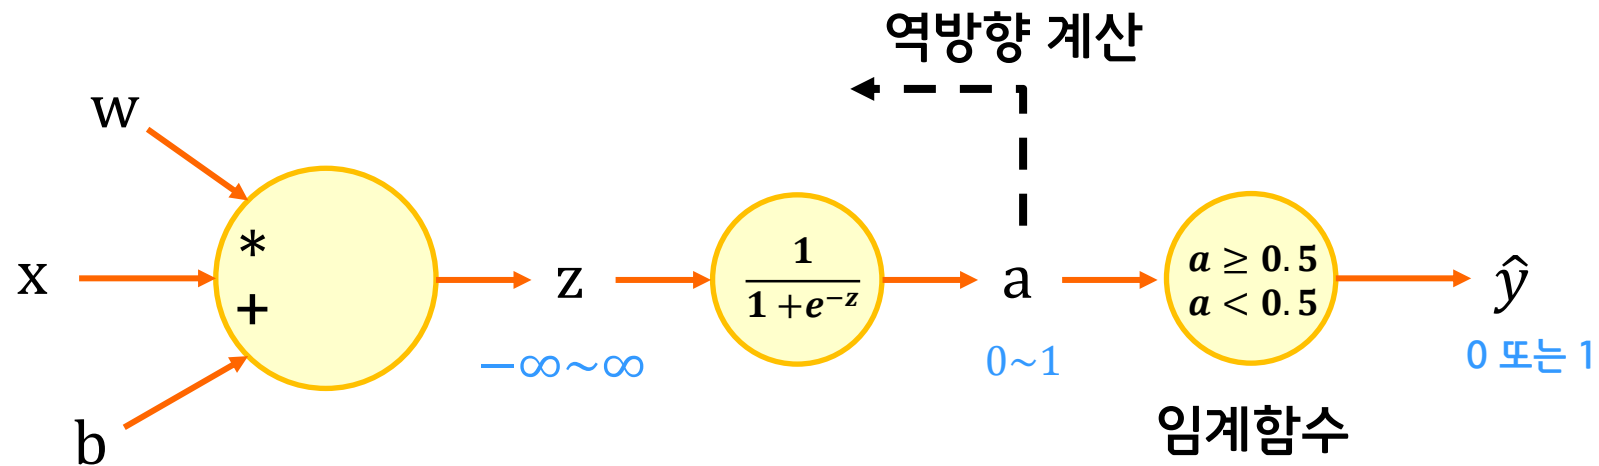 역방향 계산
w
x
b
*
+
z
−∞~∞
1
1 + e^{−z}
a
0~1
a ≥ 0.5
a < 0.5
임계함수
ŷ
0 또는 1